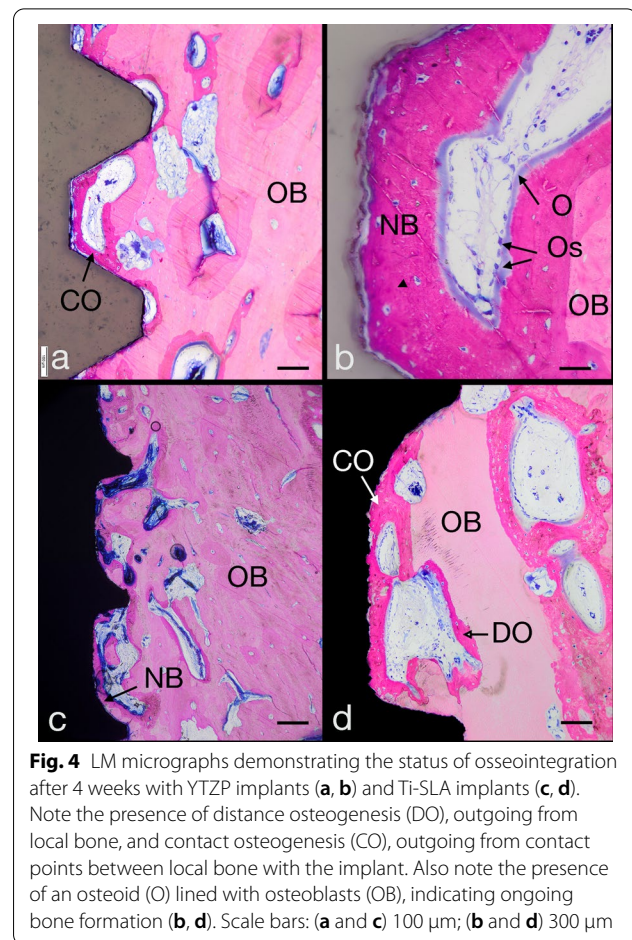 OB
CO
a
O
NB
Os
OB
b
OB
NB
c
CO
OB
DO
d
Fig. 4 LM micrographs demonstrating the status of osseointegration
after 4 weeks with YTZP implants (a, b) and Ti-SLA implants (c, d).
Note the presence of distance osteogenesis (DO), outgoing from
local bone, and contact osteogenesis (CO), outgoing from contact
points between local bone with the implant. Also note the presence
of an osteoid (O) lined with osteoblasts (OB), indicating ongoing
bone formation (b, d). Scale bars: (a and c) 100 µm; (b and d) 300 µm